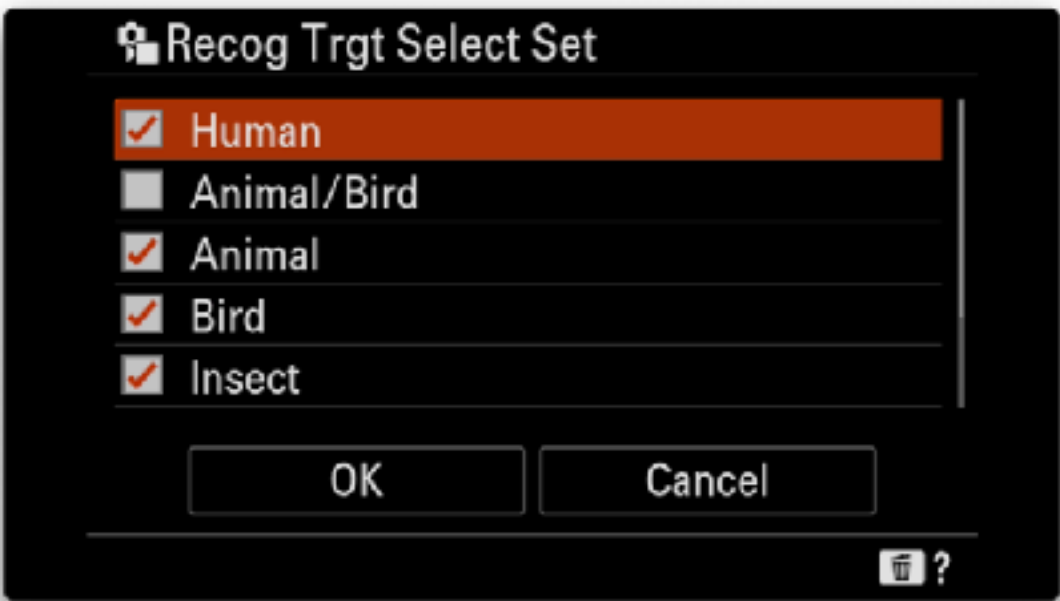 Recog Trgt Select Set
Human
Animal/Bird
Animal
Bird
Insect
OK Cancel
?